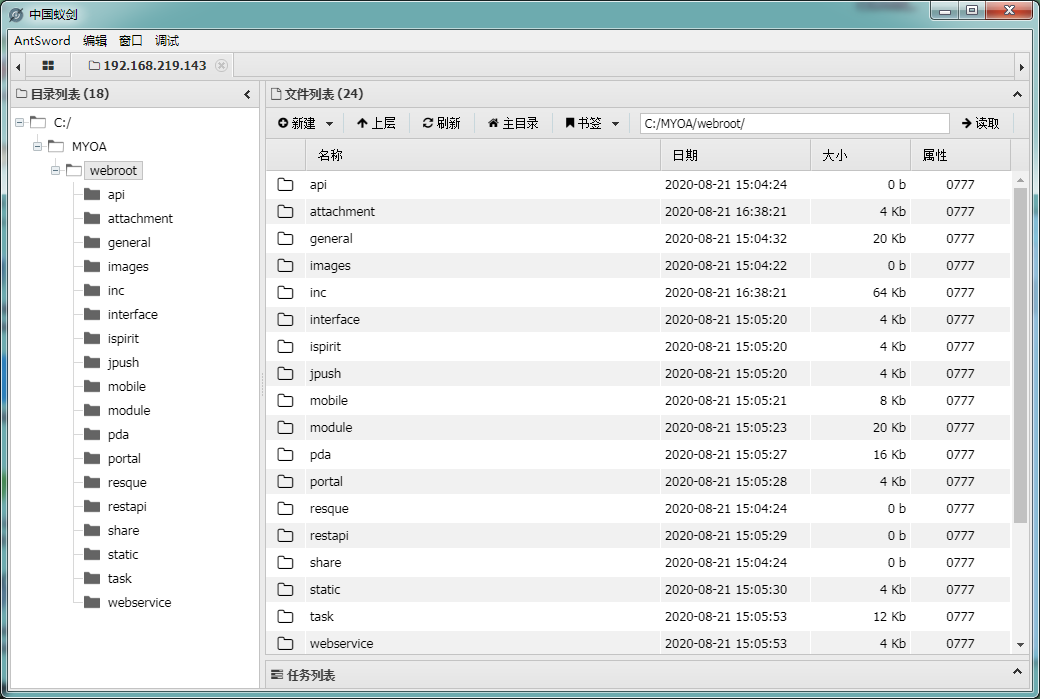 中国蚁剑
AntSword 编辑 窗口 调试
192.168.219.143
目录列表 (18)
C:/
MYOA
webroot
api
attachment
general
images
inc
interface
ispirit
jpush
mobile
module
pda
portal
resque
restapi
share
static
task
webservice
文件列表 (24)
新建 上层 刷新 主目录 书签 C:/MYOA/webroot/ 读取
名称 日期 大小 属性
api 2020-08-21 15:04:24 0 b 0777
attachment 2020-08-21 16:38:21 4 Kb 0777
general 2020-08-21 15:04:32 20 Kb 0777
images 2020-08-21 15:04:22 0 b 0777
inc 2020-08-21 16:38:21 64 Kb 0777
interface 2020-08-21 15:05:20 4 Kb 0777
ispirit 2020-08-21 15:05:20 4 Kb 0777
jpush 2020-08-21 15:05:20 4 Kb 0777
mobile 2020-08-21 15:05:21 8 Kb 0777
module 2020-08-21 15:05:23 20 Kb 0777
pda 2020-08-21 15:05:27 16 Kb 0777
portal 2020-08-21 15:05:28 4 Kb 0777
resque 2020-08-21 15:04:24 0 b 0777
restapi 2020-08-21 15:05:29 0 b 0777
share 2020-08-21 15:04:24 0 b 0777
static 2020-08-21 15:05:30 4 Kb 0777
task 2020-08-21 15:05:53 12 Kb 0777
webservice 2020-08-21 15:05:53 4 Kb 0777
任务列表